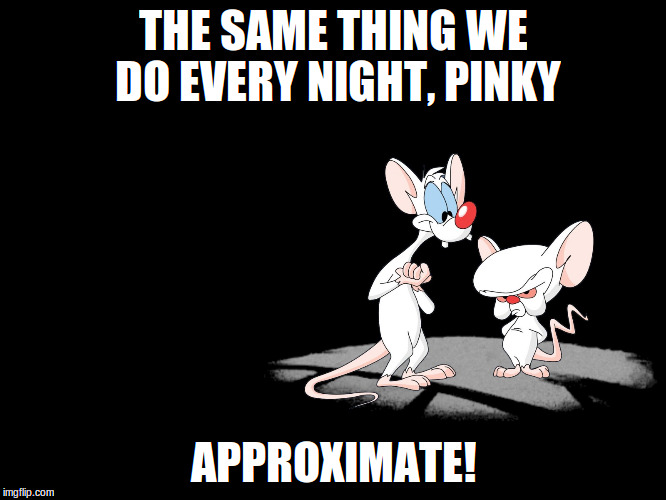 THE SAME THING WE
DO EVERY NIGHT, PINKY
APPROXIMATE!
imgflip.com